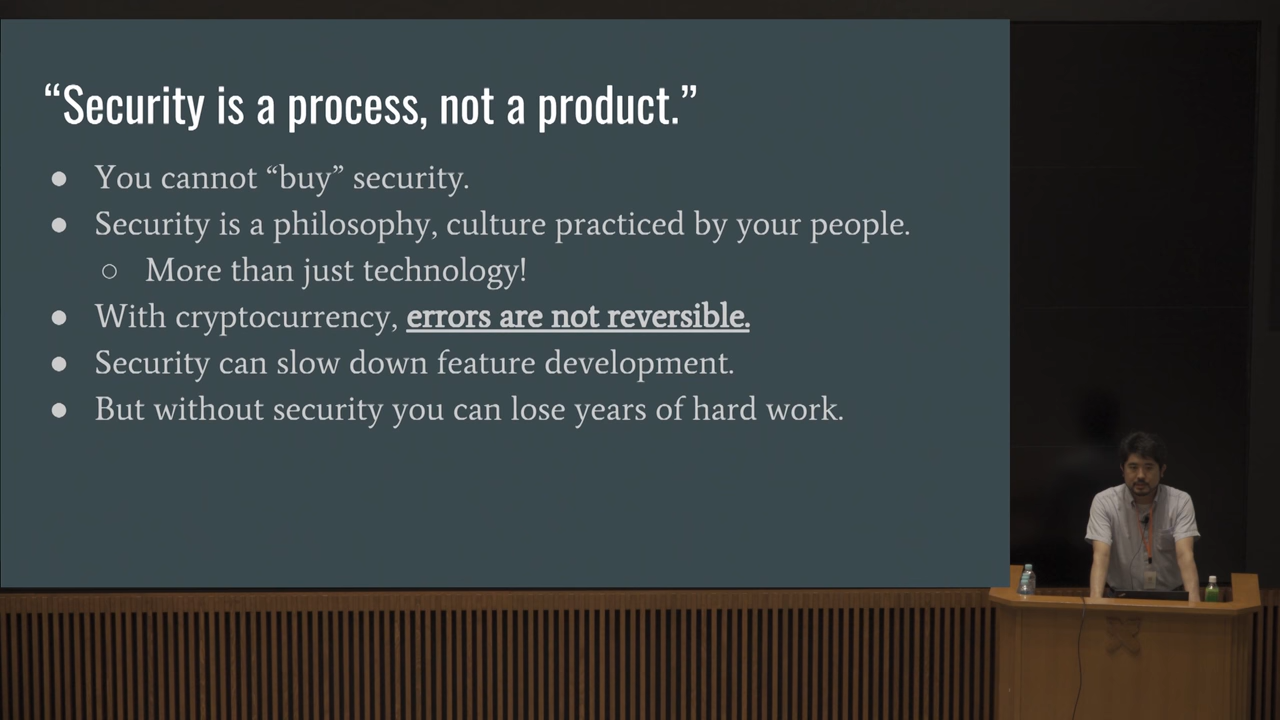 “Security is a process, not a product.”
● You cannot “buy” security.
● Security is a philosophy, culture practiced by your people.
○ More than just technology!
● With cryptocurrency, errors are not reversible.
● Security can slow down feature development.
● But without security you can lose years of hard work.